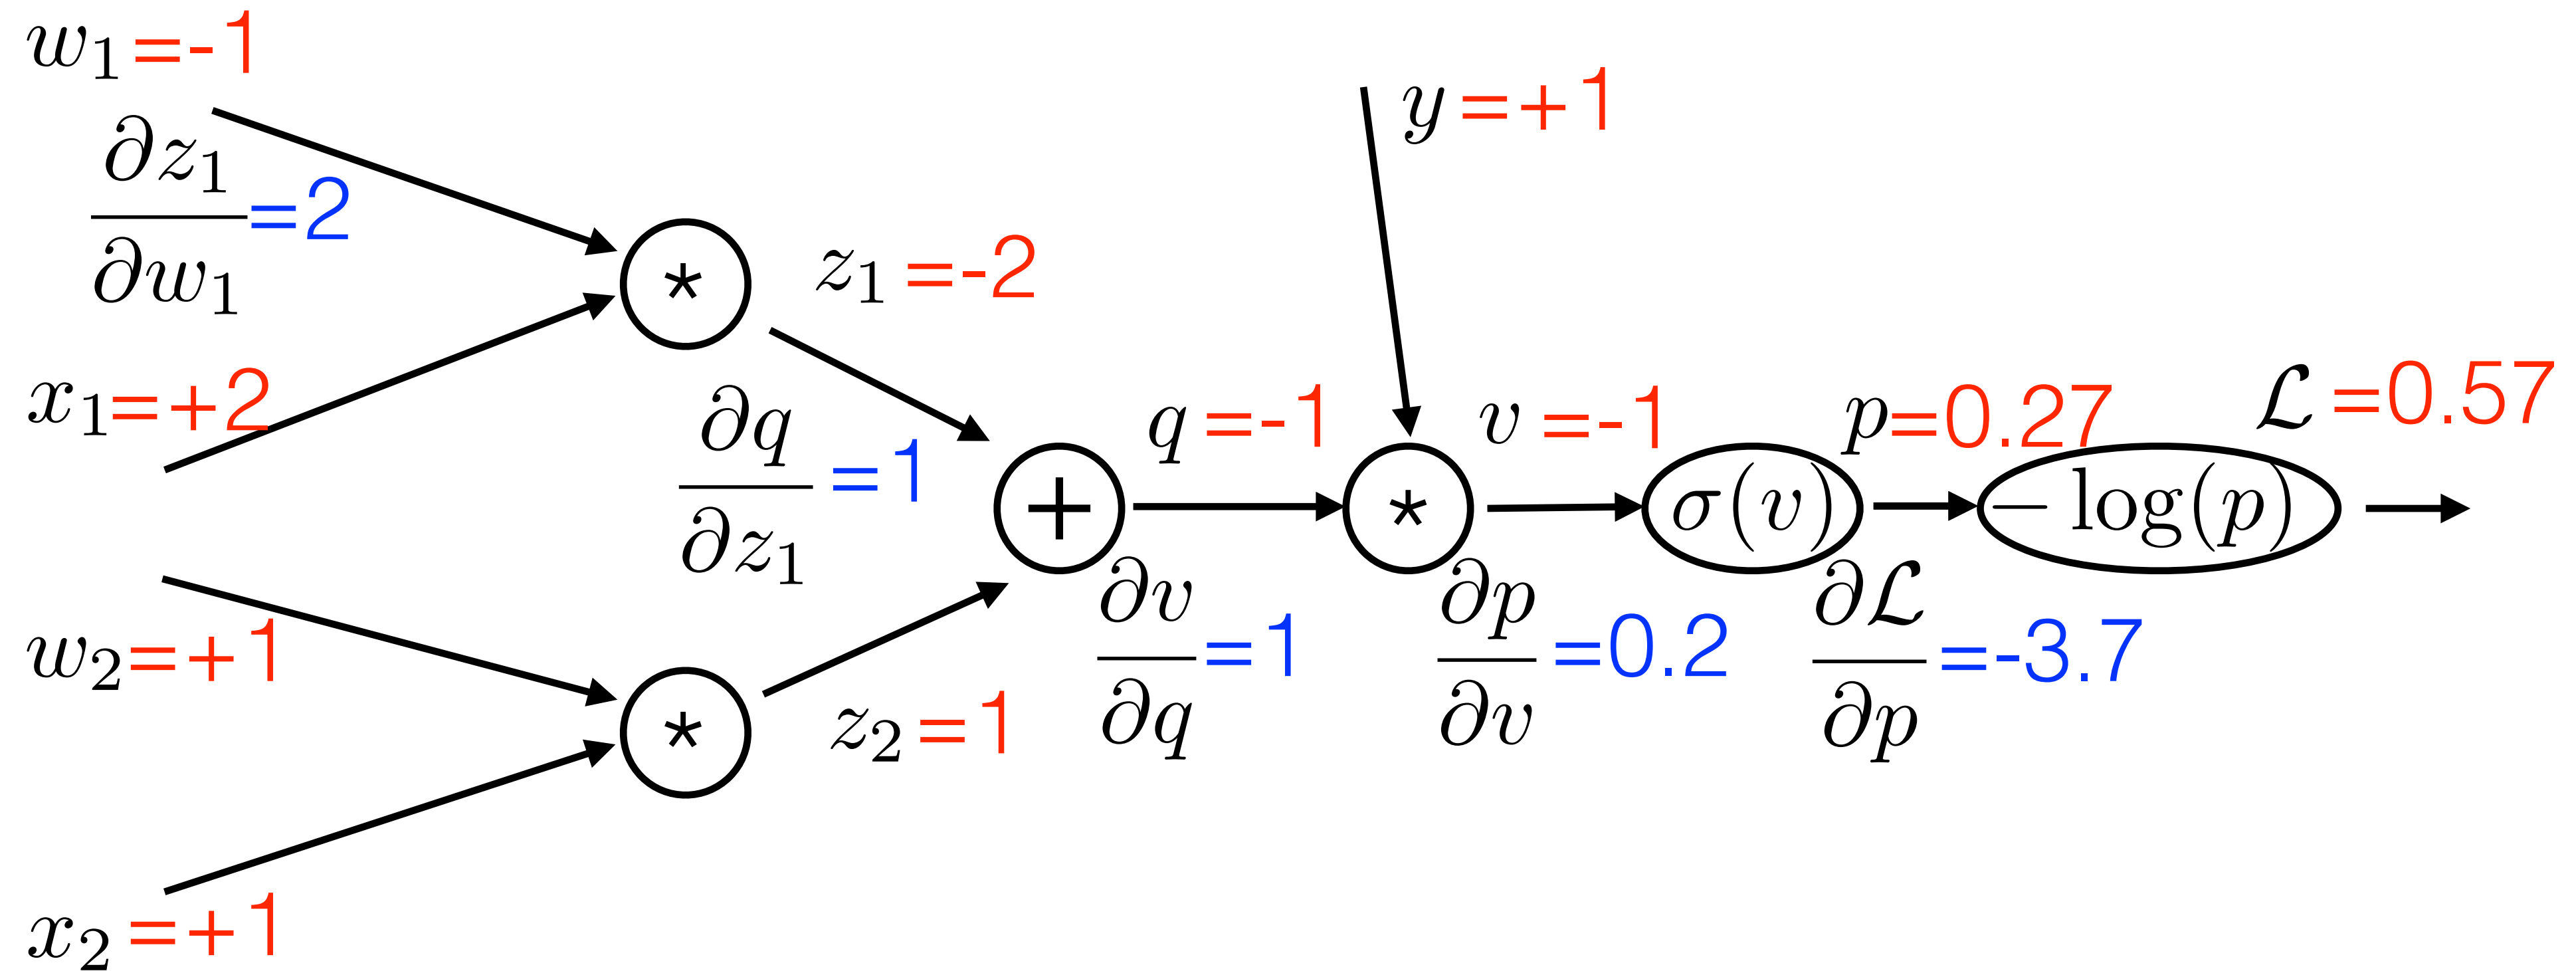 w₁=-1
∂z₁/∂w₁=2
x₁=+2
w₂=+1
x₂=+1
*
*
z₁=-2
∂q/∂z₁=1
z₂=1
+
q=-1
∂v/∂q=1
y=+1
*
v=-1
∂p/∂v=0.2
σ(v)
p=0.27
∂ℒ/∂p=-3.7
− log(p)
ℒ=0.57